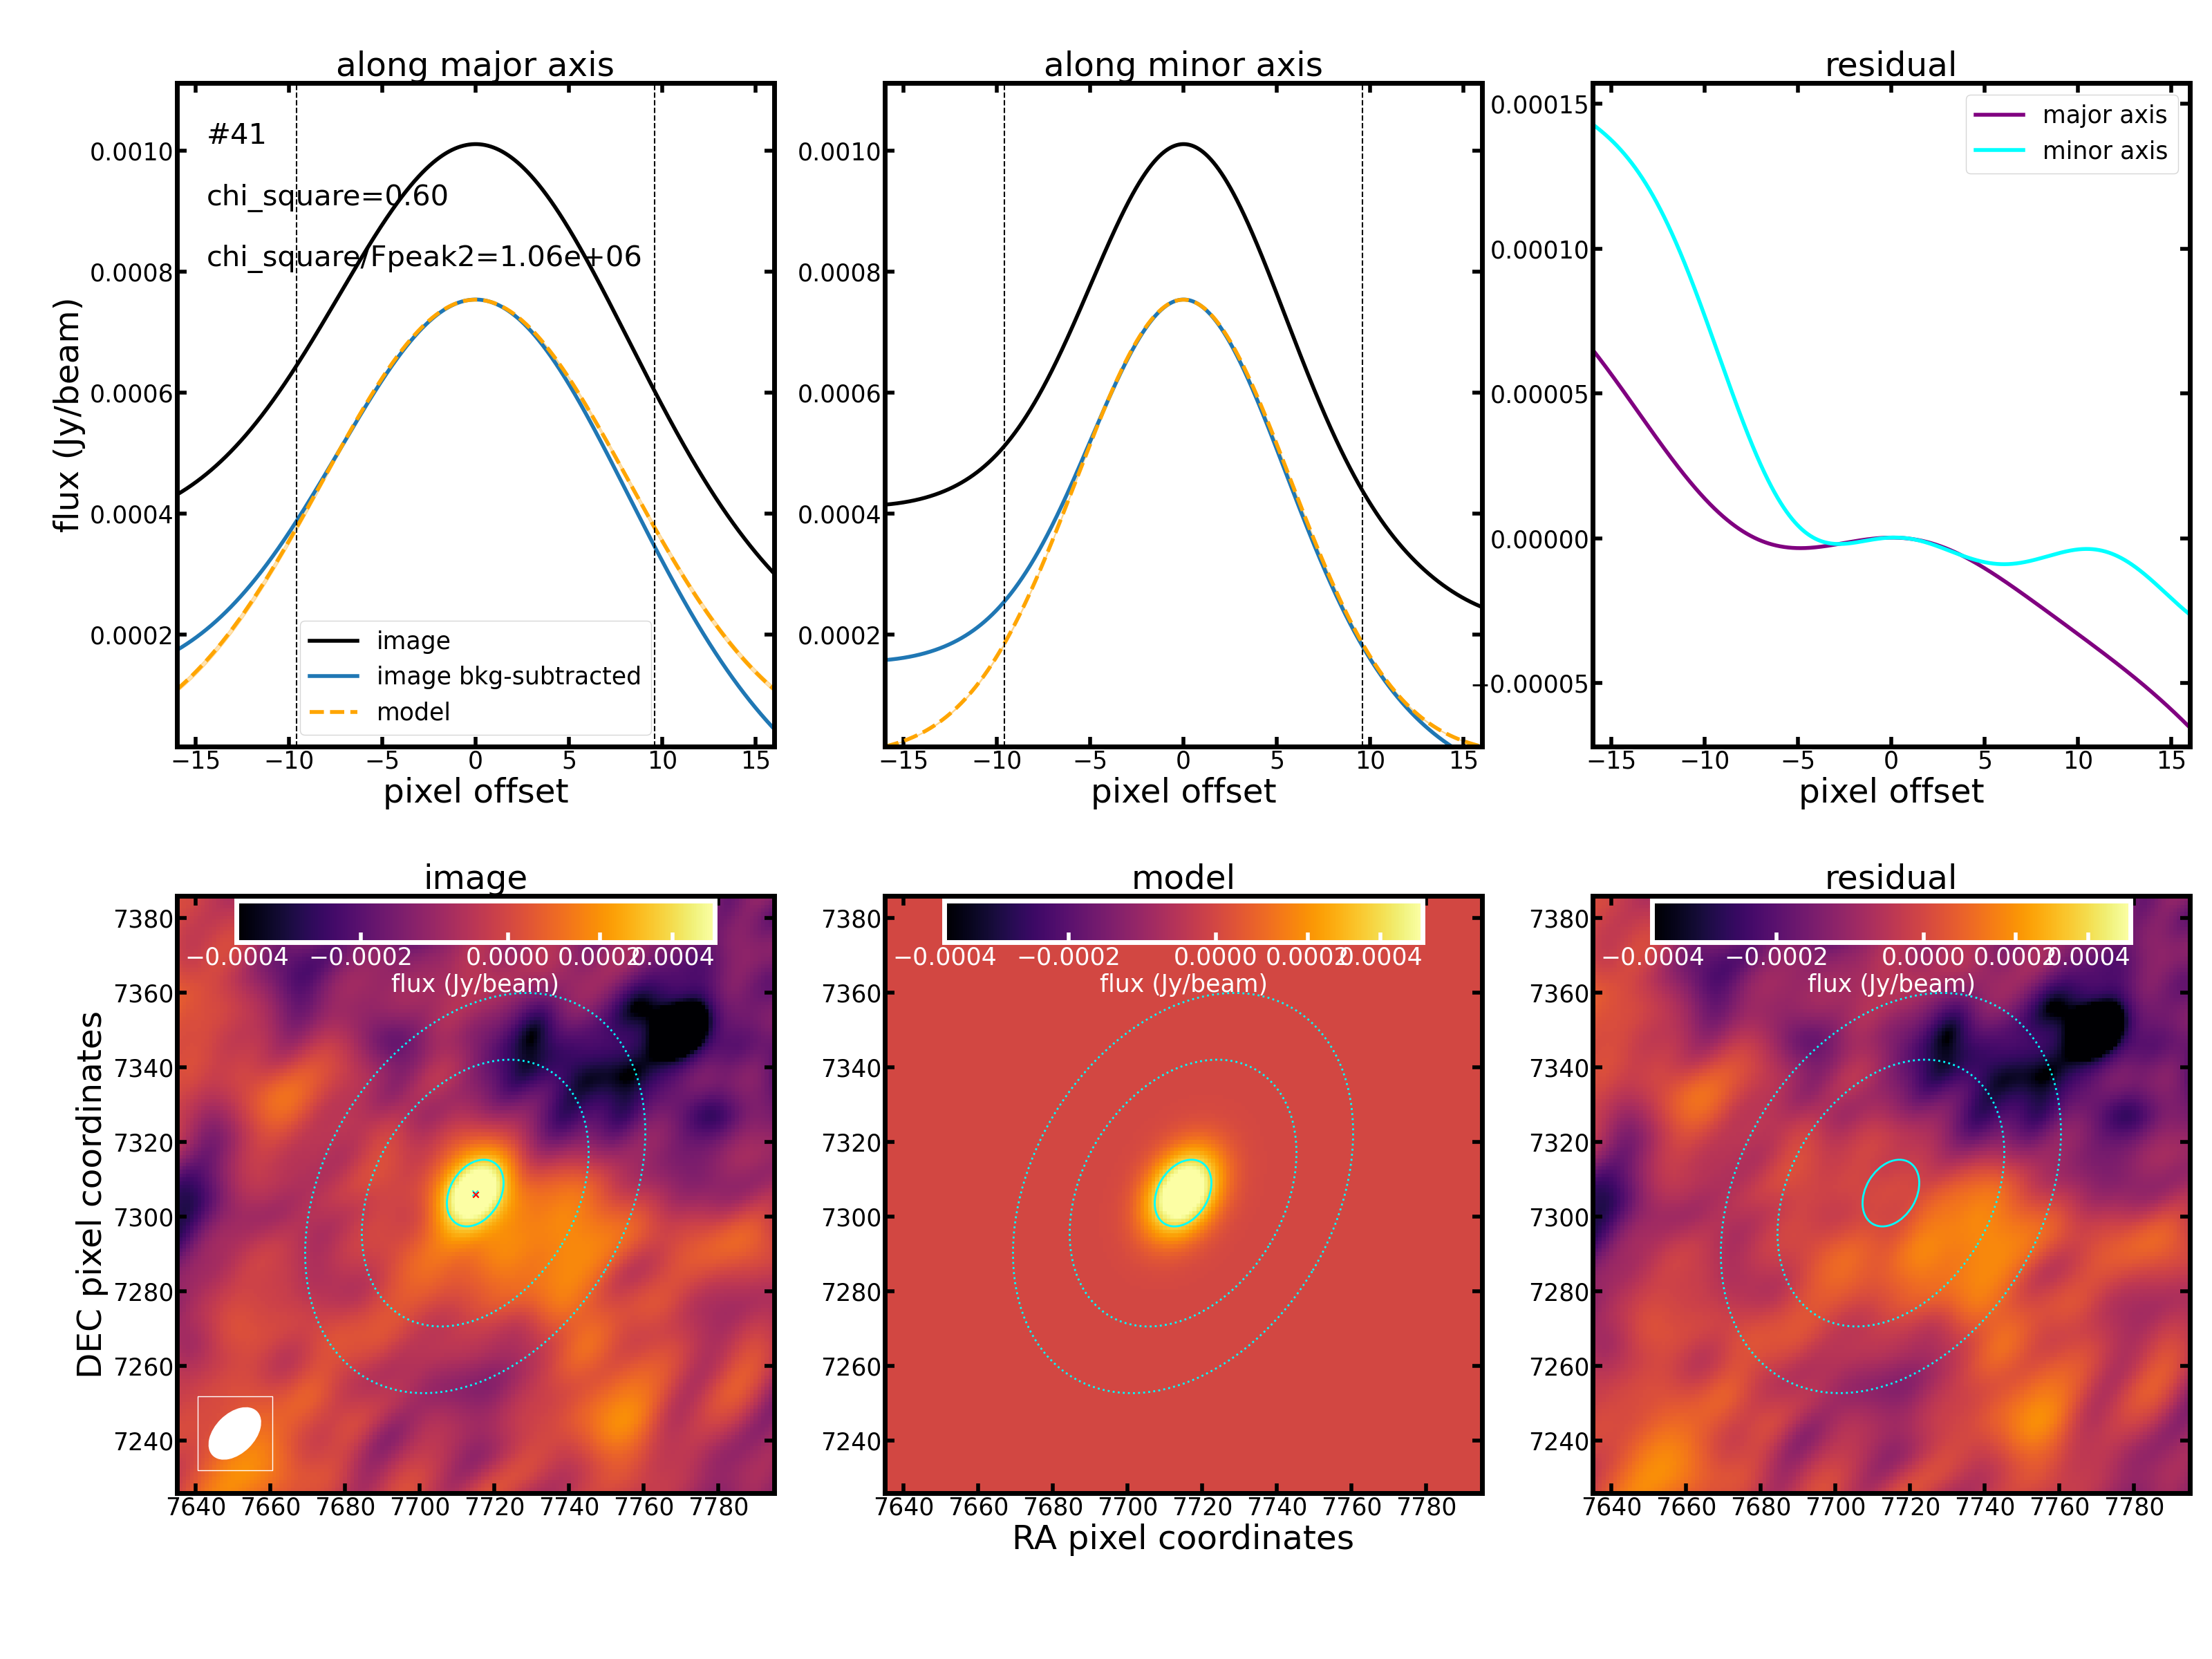 along major axis
along minor axis
residual
#41
chi_square=0.60
chi_square/Fpeak2=1.06e+06
0.0010
0.0008
0.0006
0.0004
0.0002
flux (Jy/beam)
image
image bkg-subtracted
model
−15 −10 −5 0 5 10 15
pixel offset
0.0010
0.0008
0.0006
0.0004
0.0002
−15 −10 −5 0 5 10 15
pixel offset
major axis
minor axis
0.00015
0.00010
0.00005
0.00000
−0.00005
−15 −10 −5 0 5 10 15
pixel offset
image
model
residual
−0.0004 −0.0002 0.0000 0.0002 0.0004
flux (Jy/beam)
7380
7360
7340
7320
7300
7280
7260
7240
DEC pixel coordinates
7640 7660 7680 7700 7720 7740 7760 7780
−0.0004 −0.0002 0.0000 0.0002 0.0004
flux (Jy/beam)
7380
7360
7340
7320
7300
7280
7260
7240
7640 7660 7680 7700 7720 7740 7760 7780
RA pixel coordinates
−0.0004 −0.0002 0.0000 0.0002 0.0004
flux (Jy/beam)
7380
7360
7340
7320
7300
7280
7260
7240
7640 7660 7680 7700 7720 7740 7760 7780